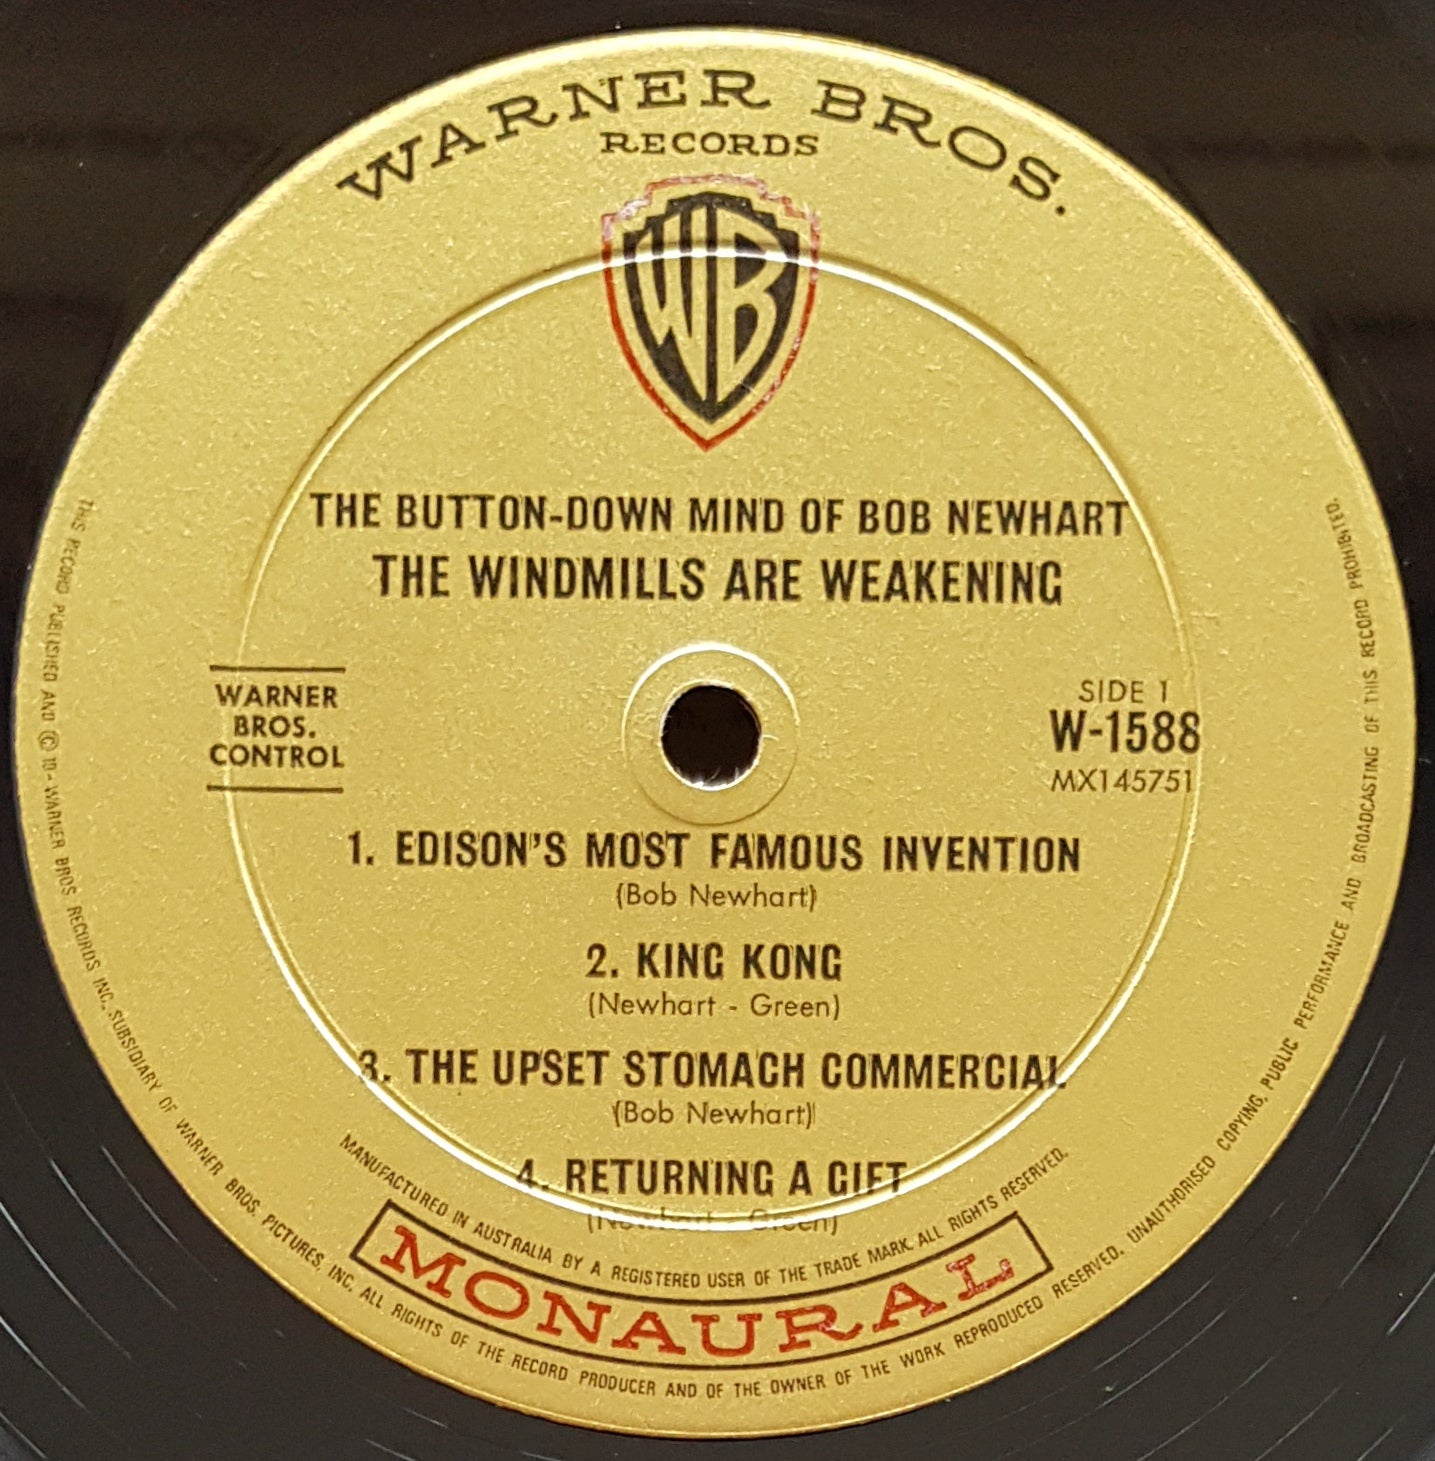 WARNER BROS.
RECORDS
WB
THE BUTTON-DOWN MIND OF BOB NEWHART
THE WINDMILLS ARE WEAKENING
WARNER
BROS.
CONTROL
SIDE 1
W-1588
MX145751
1. EDISON'S MOST FAMOUS INVENTION
(Bob Newhart)
2. KING KONG
(Newhart - Green)
3. THE UPSET STOMACH COMMERCIAL
(Bob Newhart)
4. RETURNING A GIFT
(Newhart - Green)
MANUFACTURED IN AUSTRALIA BY A REGISTERED USER OF THE TRADE MARK. ALL RIGHTS RESERVED.
MONAURAL
THIS RECORD PUBLISHED AND © 10-WARNER BROS RECORDS INC., SUBSIDIARY OF WARNER BROS. PICTURES, INC. ALL RIGHTS OF THE RECORD PRODUCER AND OF THE OWNER OF THE WORK REPRODUCED RESERVED. UNAUTHORISED COPYING, PUBLIC PERFORMANCE AND BROADCASTING OF THIS RECORD PROHIBITED.